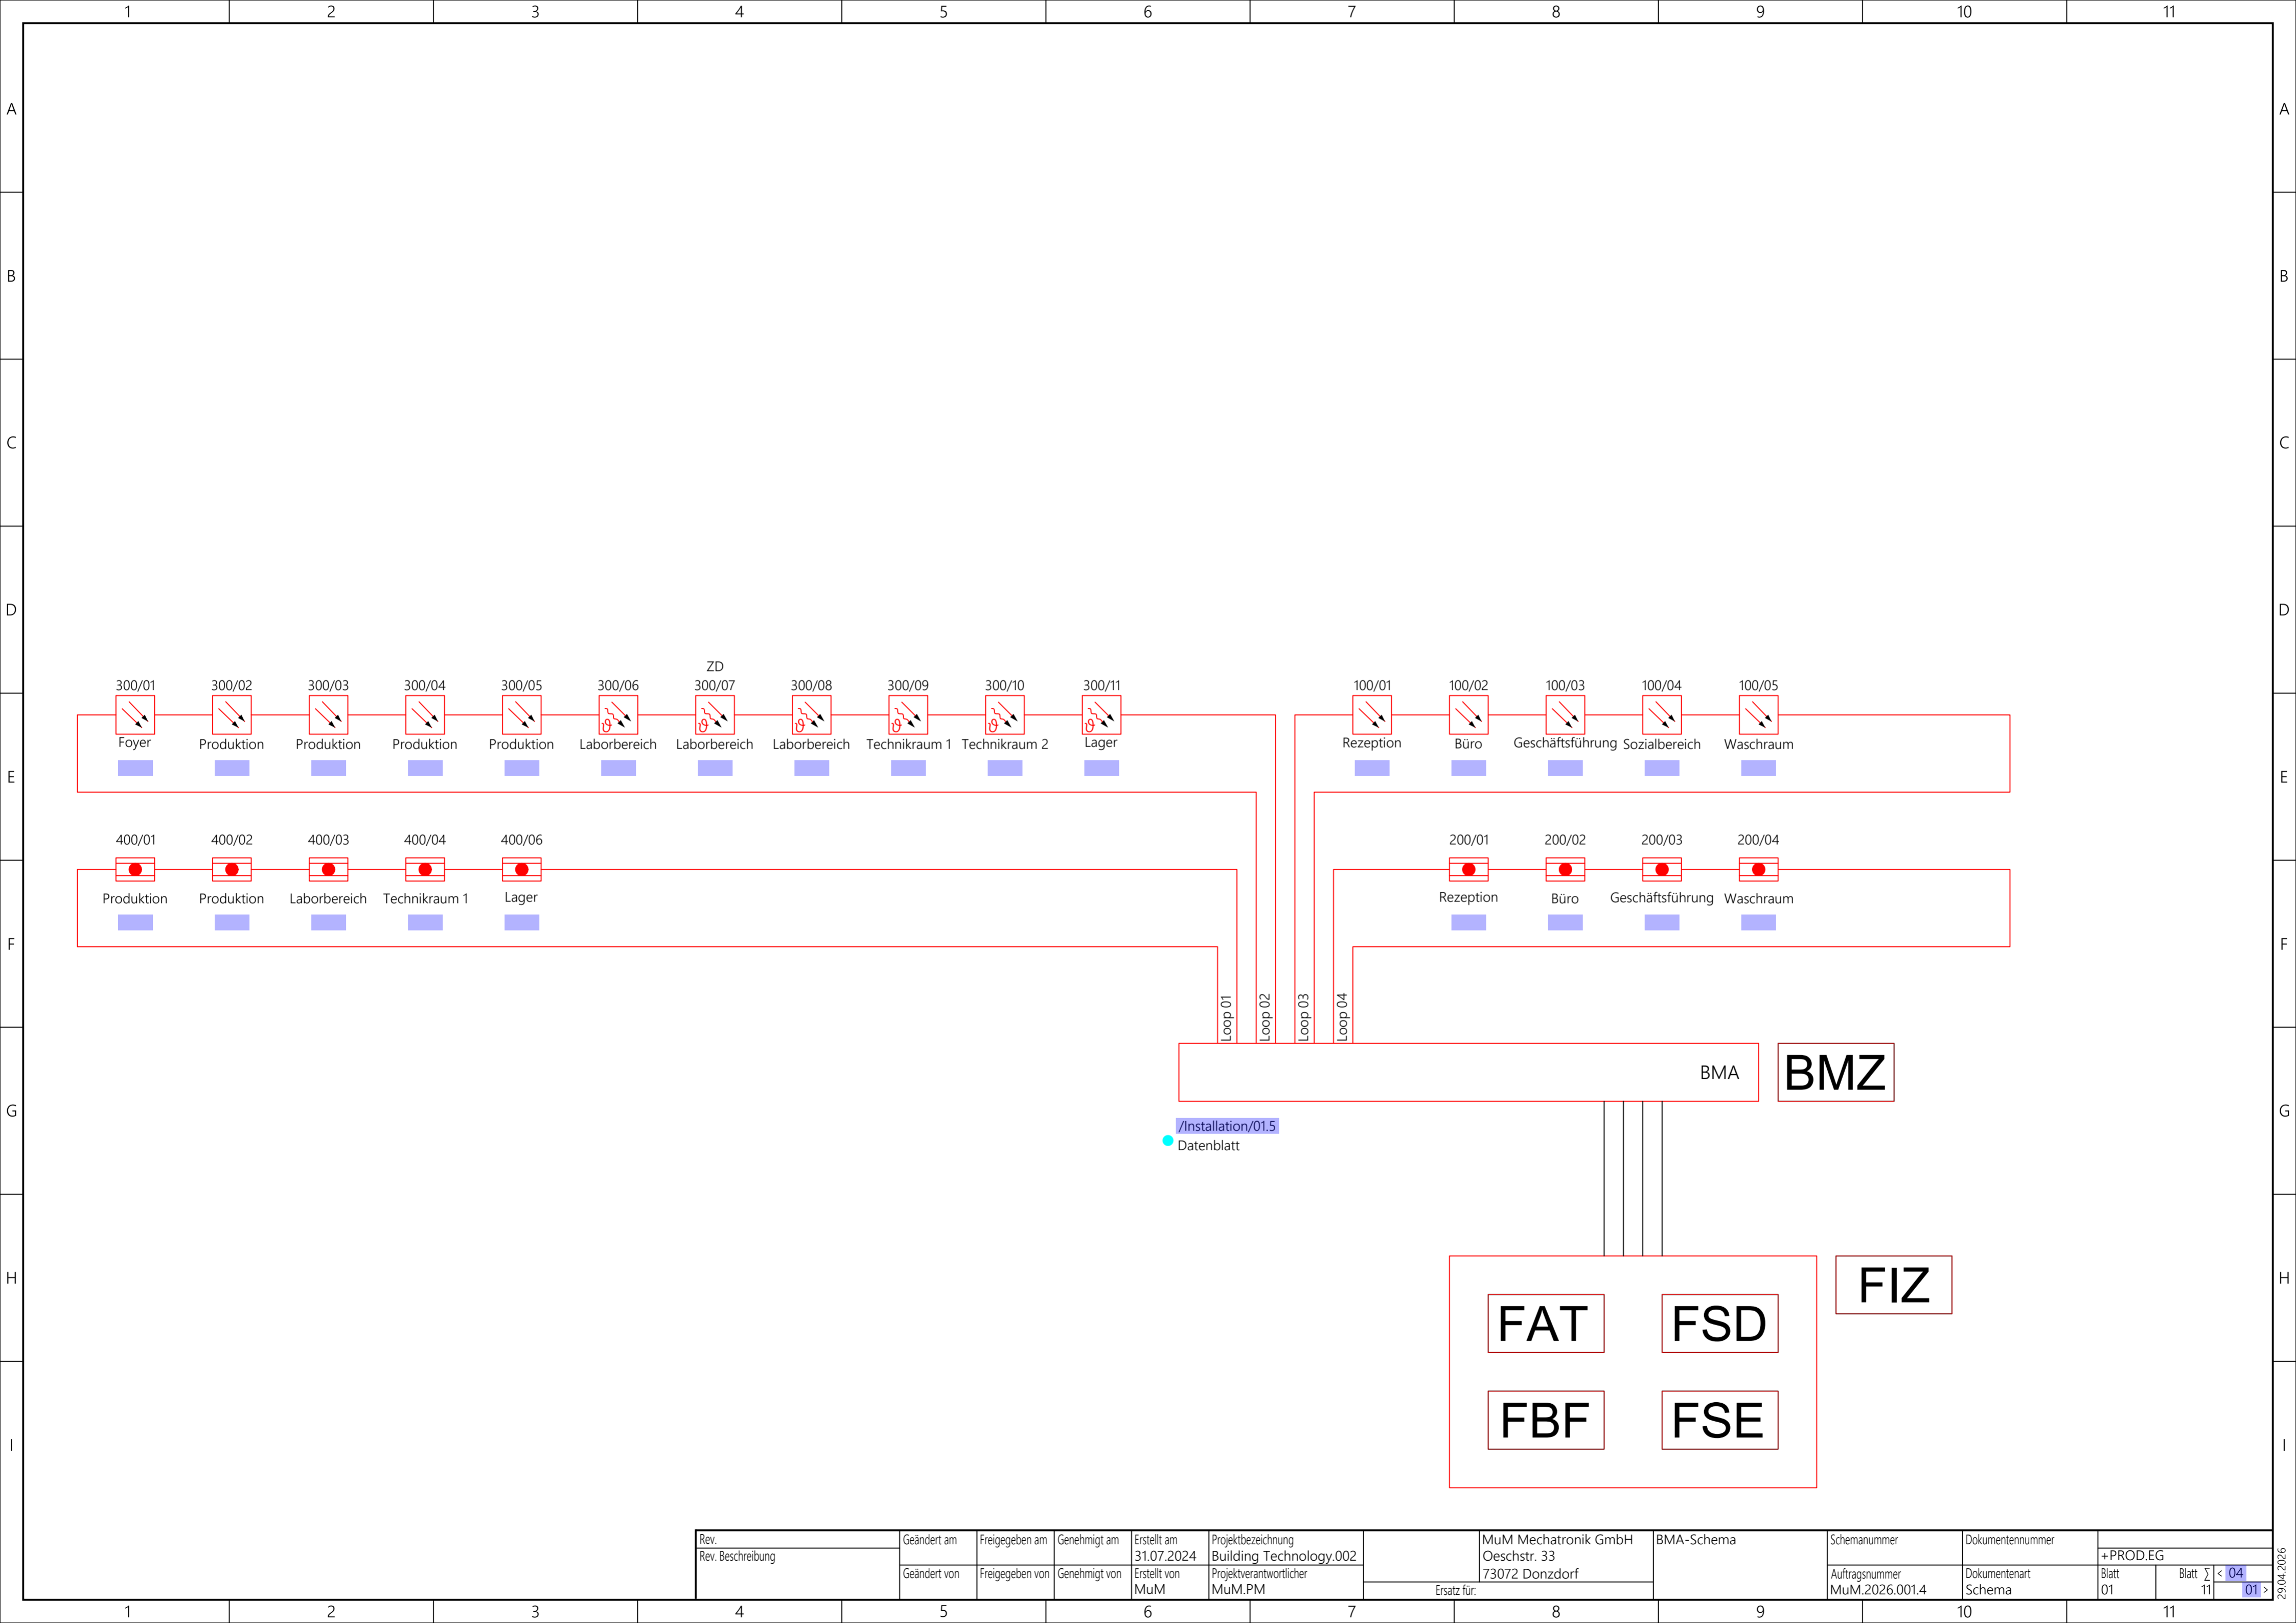 1 2 3 4 5 6 7 8 9 10 11
A A
B B
C C
D D
ZD
300/01 300/02 300/03 300/04 300/05 300/06 300/07 300/08 300/09 300/10 300/11 100/01 100/02 100/03 100/04 100/05
Foyer Produktion Produktion Produktion Produktion Laborbereich Laborbereich Laborbereich Technikraum 1 Technikraum 2 Lager Rezeption Büro Geschäftsführung Sozialbereich Waschraum
E E
400/01 400/02 400/03 400/04 400/06 200/01 200/02 200/03 200/04
Produktion Produktion Laborbereich Technikraum 1 Lager Rezeption Büro Geschäftsführung Waschraum
F F
Loop 01
Loop 02
Loop 03
Loop 04
BMA
BMZ
G G
/Installation/01.5
Datenblatt
H H
FIZ
FAT FSD
FBF FSE
I I
Rev.
Rev. Beschreibung
Geändert am
Geändert von
Freigegeben am
Freigegeben von
Genehmigt am
Genehmigt von
Erstellt am
31.07.2024
Erstellt von
MuM
Projektbezeichnung
Building Technology.002
Projektverantwortlicher
MuM.PM
MuM Mechatronik GmbH
Oeschstr. 33
73072 Donzdorf
Ersatz für:
BMA-Schema
Schemanummer
Auftragsnummer
MuM.2026.001.4
Dokumentennummer
Dokumentenart
Schema
+PROD.EG
Blatt
01
Blatt ∑
11
< 04
01 >
29.04.2026
1 2 3 4 5 6 7 8 9 10 11